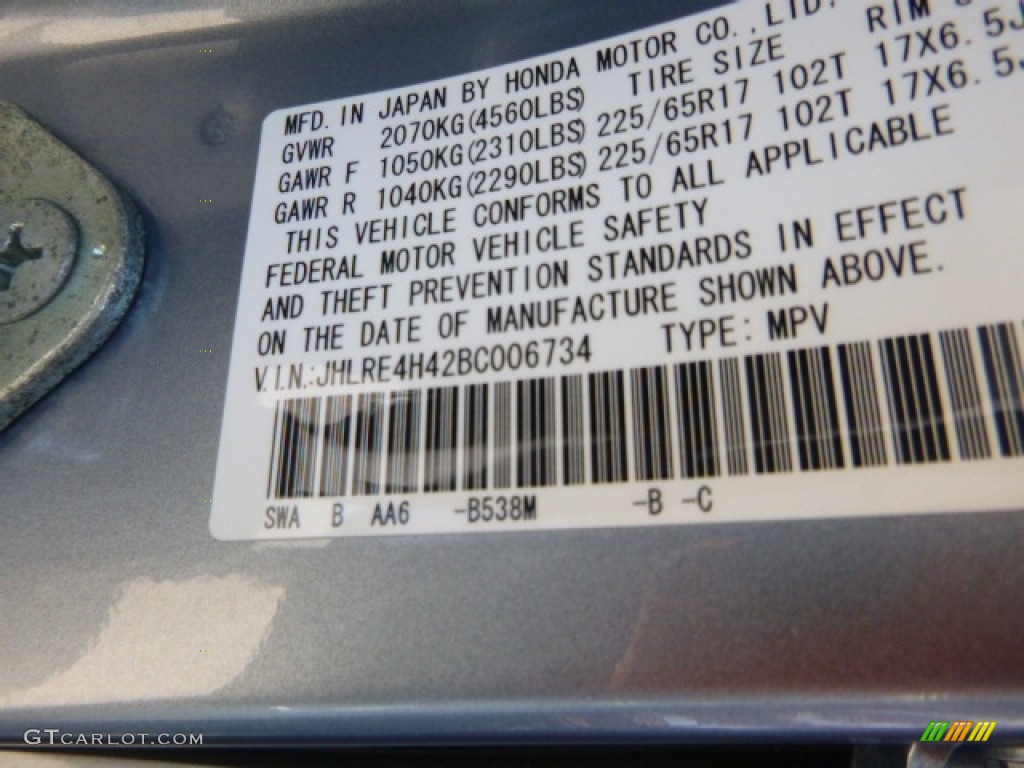 MFD. IN JAPAN BY HONDA MOTOR CO.,LTD. RIM
GVWR 2070KG(4560LBS) TIRE SIZE
GAWR F 1050KG(2310LBS) 225/65R17 102T 17X6.5J
GAWR R 1040KG(2290LBS) 225/65R17 102T 17X6.5J
THIS VEHICLE CONFORMS TO ALL APPLICABLE
FEDERAL MOTOR VEHICLE SAFETY
AND THEFT PREVENTION STANDARDS IN EFFECT
ON THE DATE OF MANUFACTURE SHOWN ABOVE.
V.I.N.:JHLRE4H42BC006734 TYPE: MPV
SWA B AA6 -B538M -B -C
GTCARLOT.COM